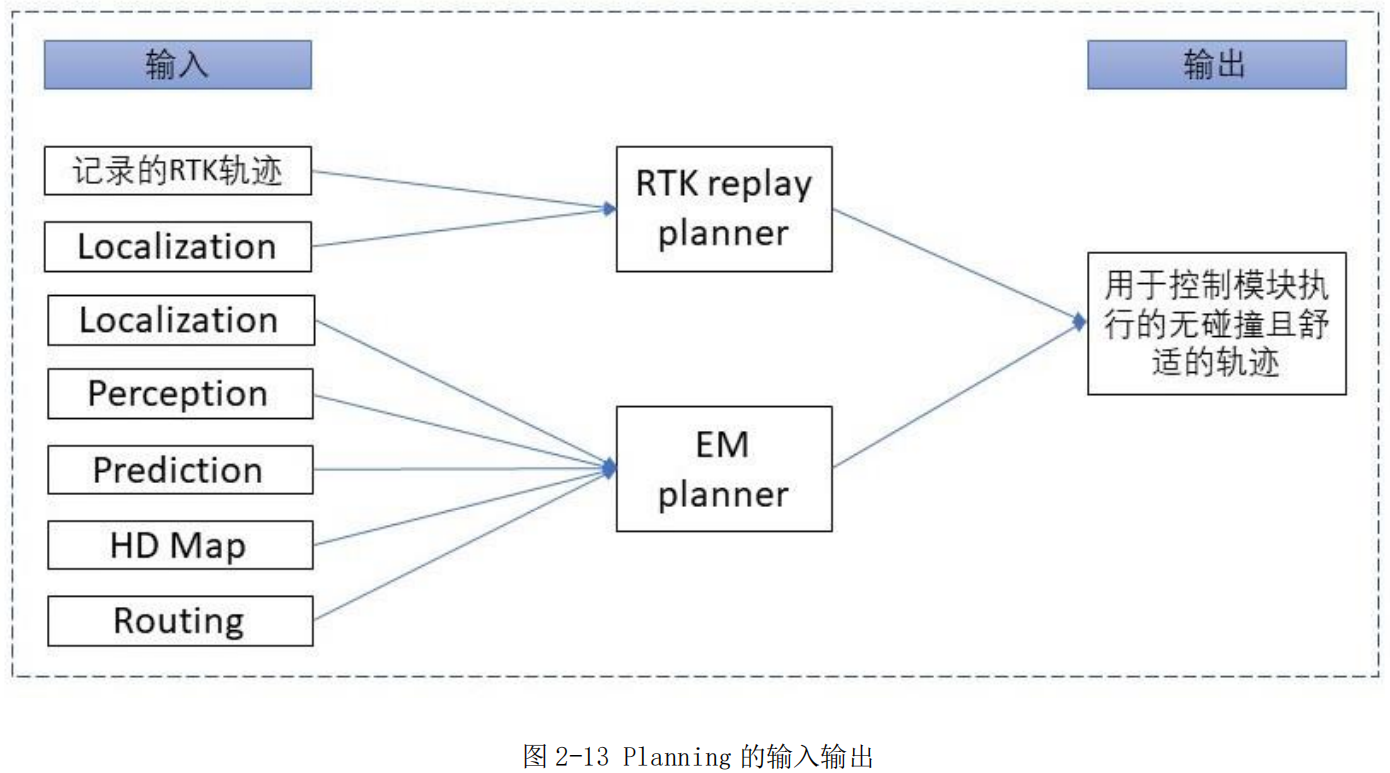 输入
输出
记录的RTK轨迹
Localization
Localization
Perception
Prediction
HD Map
Routing
RTK replay
planner
EM
planner
用于控制模块执
行的无碰撞且舒
适的轨迹
图 2-13 Planning 的输入输出